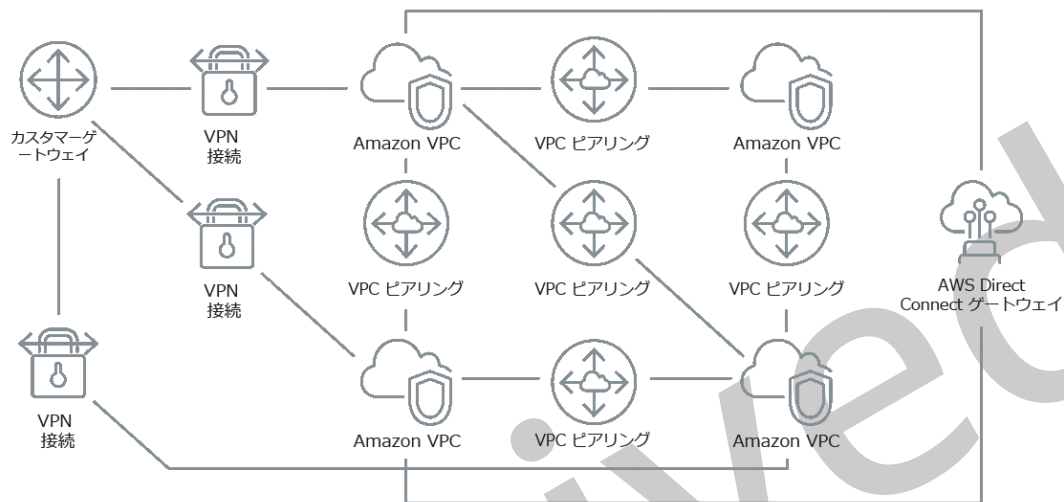 カスタマーゲ
ートウェイ
VPN
接続
Amazon VPC
VPC ピアリング
Amazon VPC
VPN
接続
VPC ピアリング
VPC ピアリング
VPC ピアリング
AWS Direct
Connect ゲートウェイ
VPN
接続
Amazon VPC
VPC ピアリング
Amazon VPC
ived